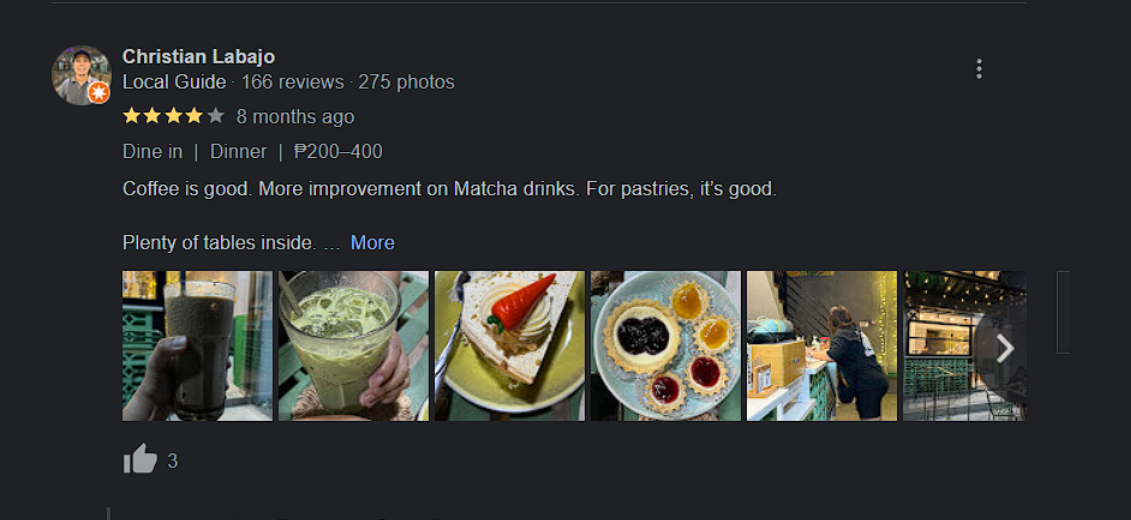 Christian Labajo
Local Guide · 166 reviews · 275 photos
8 months ago
Dine in | Dinner | ₱200–400
Coffee is good. More improvement on Matcha drinks. For pastries, it’s good.
Plenty of tables inside. … More
3